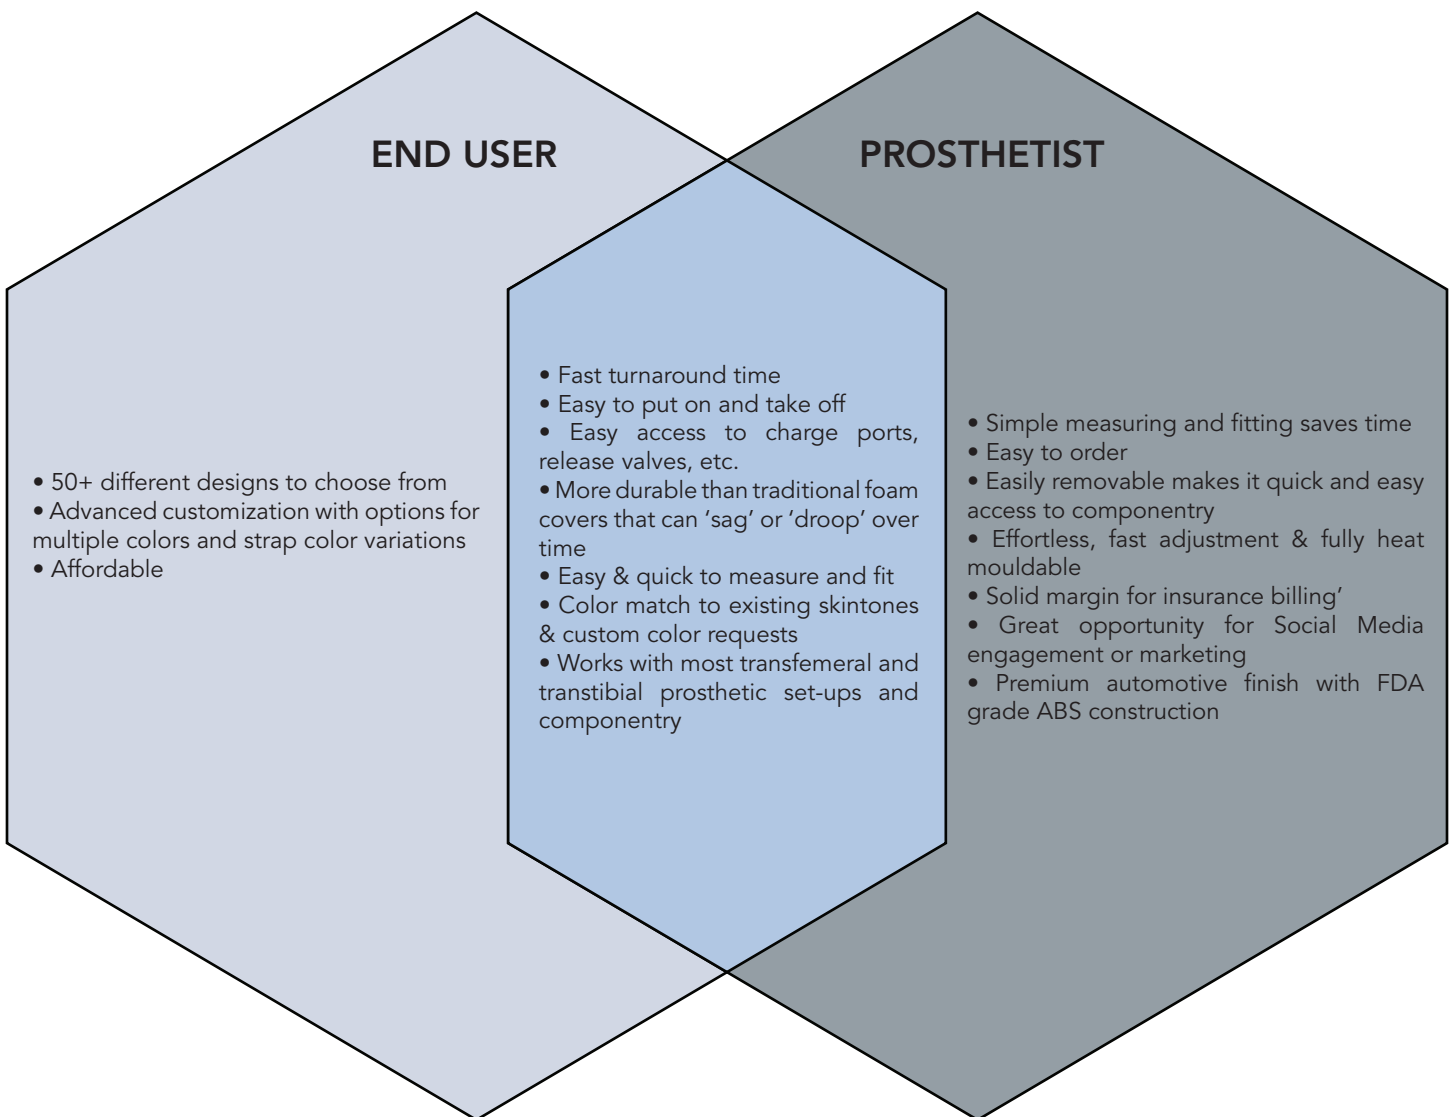 END USER
PROSTHETIST
• 50+ different designs to choose from
• Advanced customization with options for
multiple colors and strap color variations
• Affordable
• Fast turnaround time
• Easy to put on and take off
• Easy access to charge ports,
release valves, etc.
• More durable than traditional foam
covers that can ‘sag’ or ‘droop’ over
time
• Easy & quick to measure and fit
• Color match to existing skintones
& custom color requests
• Works with most transfemeral and
transtibial prosthetic set-ups and
componentry
• Simple measuring and fitting saves time
• Easy to order
• Easily removable makes it quick and easy
access to componentry
• Effortless, fast adjustment & fully heat
mouldable
• Solid margin for insurance billing’
• Great opportunity for Social Media
engagement or marketing
• Premium automotive finish with FDA
grade ABS construction